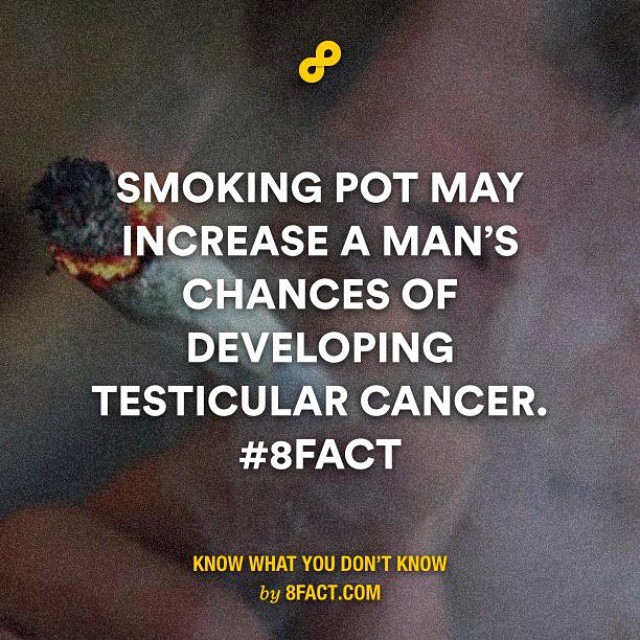 SMOKING POT MAY
INCREASE A MAN'S
CHANCES OF
DEVELOPING
TESTICULAR CANCER.
#8FACT
KNOW WHAT YOU DON'T KNOW
by 8FACT.COM